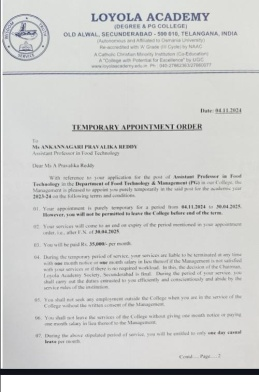 LOYOLA ACADEMY
(DEGREE & PG COLLEGE)
OLD ALWAL, SECUNDERABAD - 500 010, TELANGANA, INDIA
(Autonomous and Affiliated to Osmania University)
Re-accredited with 'A' Grade (III Cycle) by NAAC
A Catholic Christian Minority Institution (Co-Education)
A "College with Potential for Excellence" by UGC
Date: 04.11.2024
TEMPORARY APPOINTMENT ORDER
To
Ms ANKANNAGARI PRAVALIKA REDDY
Assistant Professor in Food Technology
Dear Ms A Pravalika Reddy
With reference to your application for the post of Assistant Professor in Food
Technology in the Department of Food Technology & Management (PG) in our College, the
Management is pleased to appoint you purely temporarily in the said post for the academic year
2023-24 on the following terms and conditions.
01. Your appointment is purely temporary for a period from 04.11.2024 to 30.04.2025.
However, you will not be permitted to leave the College before end of the term.
02. Your services will come to an end on expiry of the period mentioned in your appointment
order, i.e., after F.N. of 30.04.2025
03. You will be paid Rs. 35,000/- per month.
04. During the temporary period of service, your services are liable to be terminated at any time
with one month notice or one month salary in lieu thereof if the Management is not satisfied
with your services or if there is no required workload. In this, the decision of the Chairman,
Loyola Academy Society, Secunderabad is final. During the period of your service, you
shall carry out the duties entrusted to you efficiently and conscientiously and abide by the
service rules of the institution.
05. You shall not seek any employment outside the College when you are in the service of the
College without the written consent of the Management.
06. You shall not leave the services of the College without giving one month notice or paying
one month salary in lieu thereof to the Management.
07. During the above stipulated period of service, you will be entitled to only one day casual
leave per month.
Contd....Page.....2